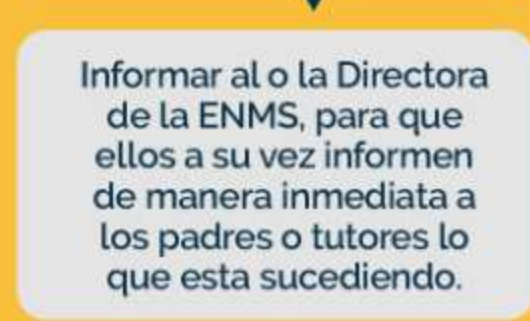 Informar al o la Directora
de la ENMS, para que
ellos a su vez informen
de manera inmediata a
los padres o tutores lo
que esta sucediendo.